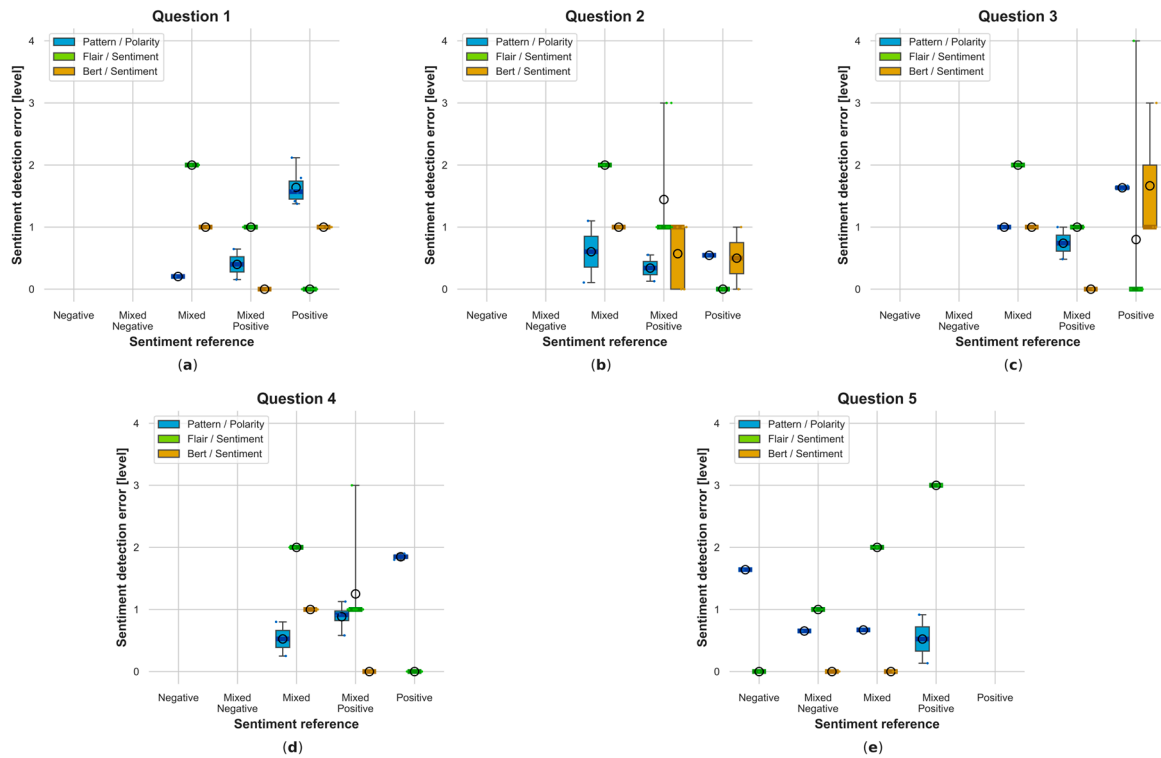 Question 1
Sentiment detection error [level]
4
3
2
1
0
Pattern / Polarity
Flair / Sentiment
Bert / Sentiment
Negative
Mixed
Negative
Mixed
Mixed
Positive
Positive
Sentiment reference
(a)
Question 2
Sentiment detection error [level]
4
3
2
1
0
Pattern / Polarity
Flair / Sentiment
Bert / Sentiment
Negative
Mixed
Negative
Mixed
Mixed
Positive
Positive
Sentiment reference
(b)
Question 3
Sentiment detection error [level]
4
3
2
1
0
Pattern / Polarity
Flair / Sentiment
Bert / Sentiment
Negative
Mixed
Negative
Mixed
Mixed
Positive
Positive
Sentiment reference
(c)
Question 4
Sentiment detection error [level]
4
3
2
1
0
Pattern / Polarity
Flair / Sentiment
Bert / Sentiment
Negative
Mixed
Negative
Mixed
Mixed
Positive
Positive
Sentiment reference
(d)
Question 5
Sentiment detection error [level]
4
3
2
1
0
Pattern / Polarity
Flair / Sentiment
Bert / Sentiment
Negative
Mixed
Negative
Mixed
Mixed
Positive
Positive
Sentiment reference
(e)